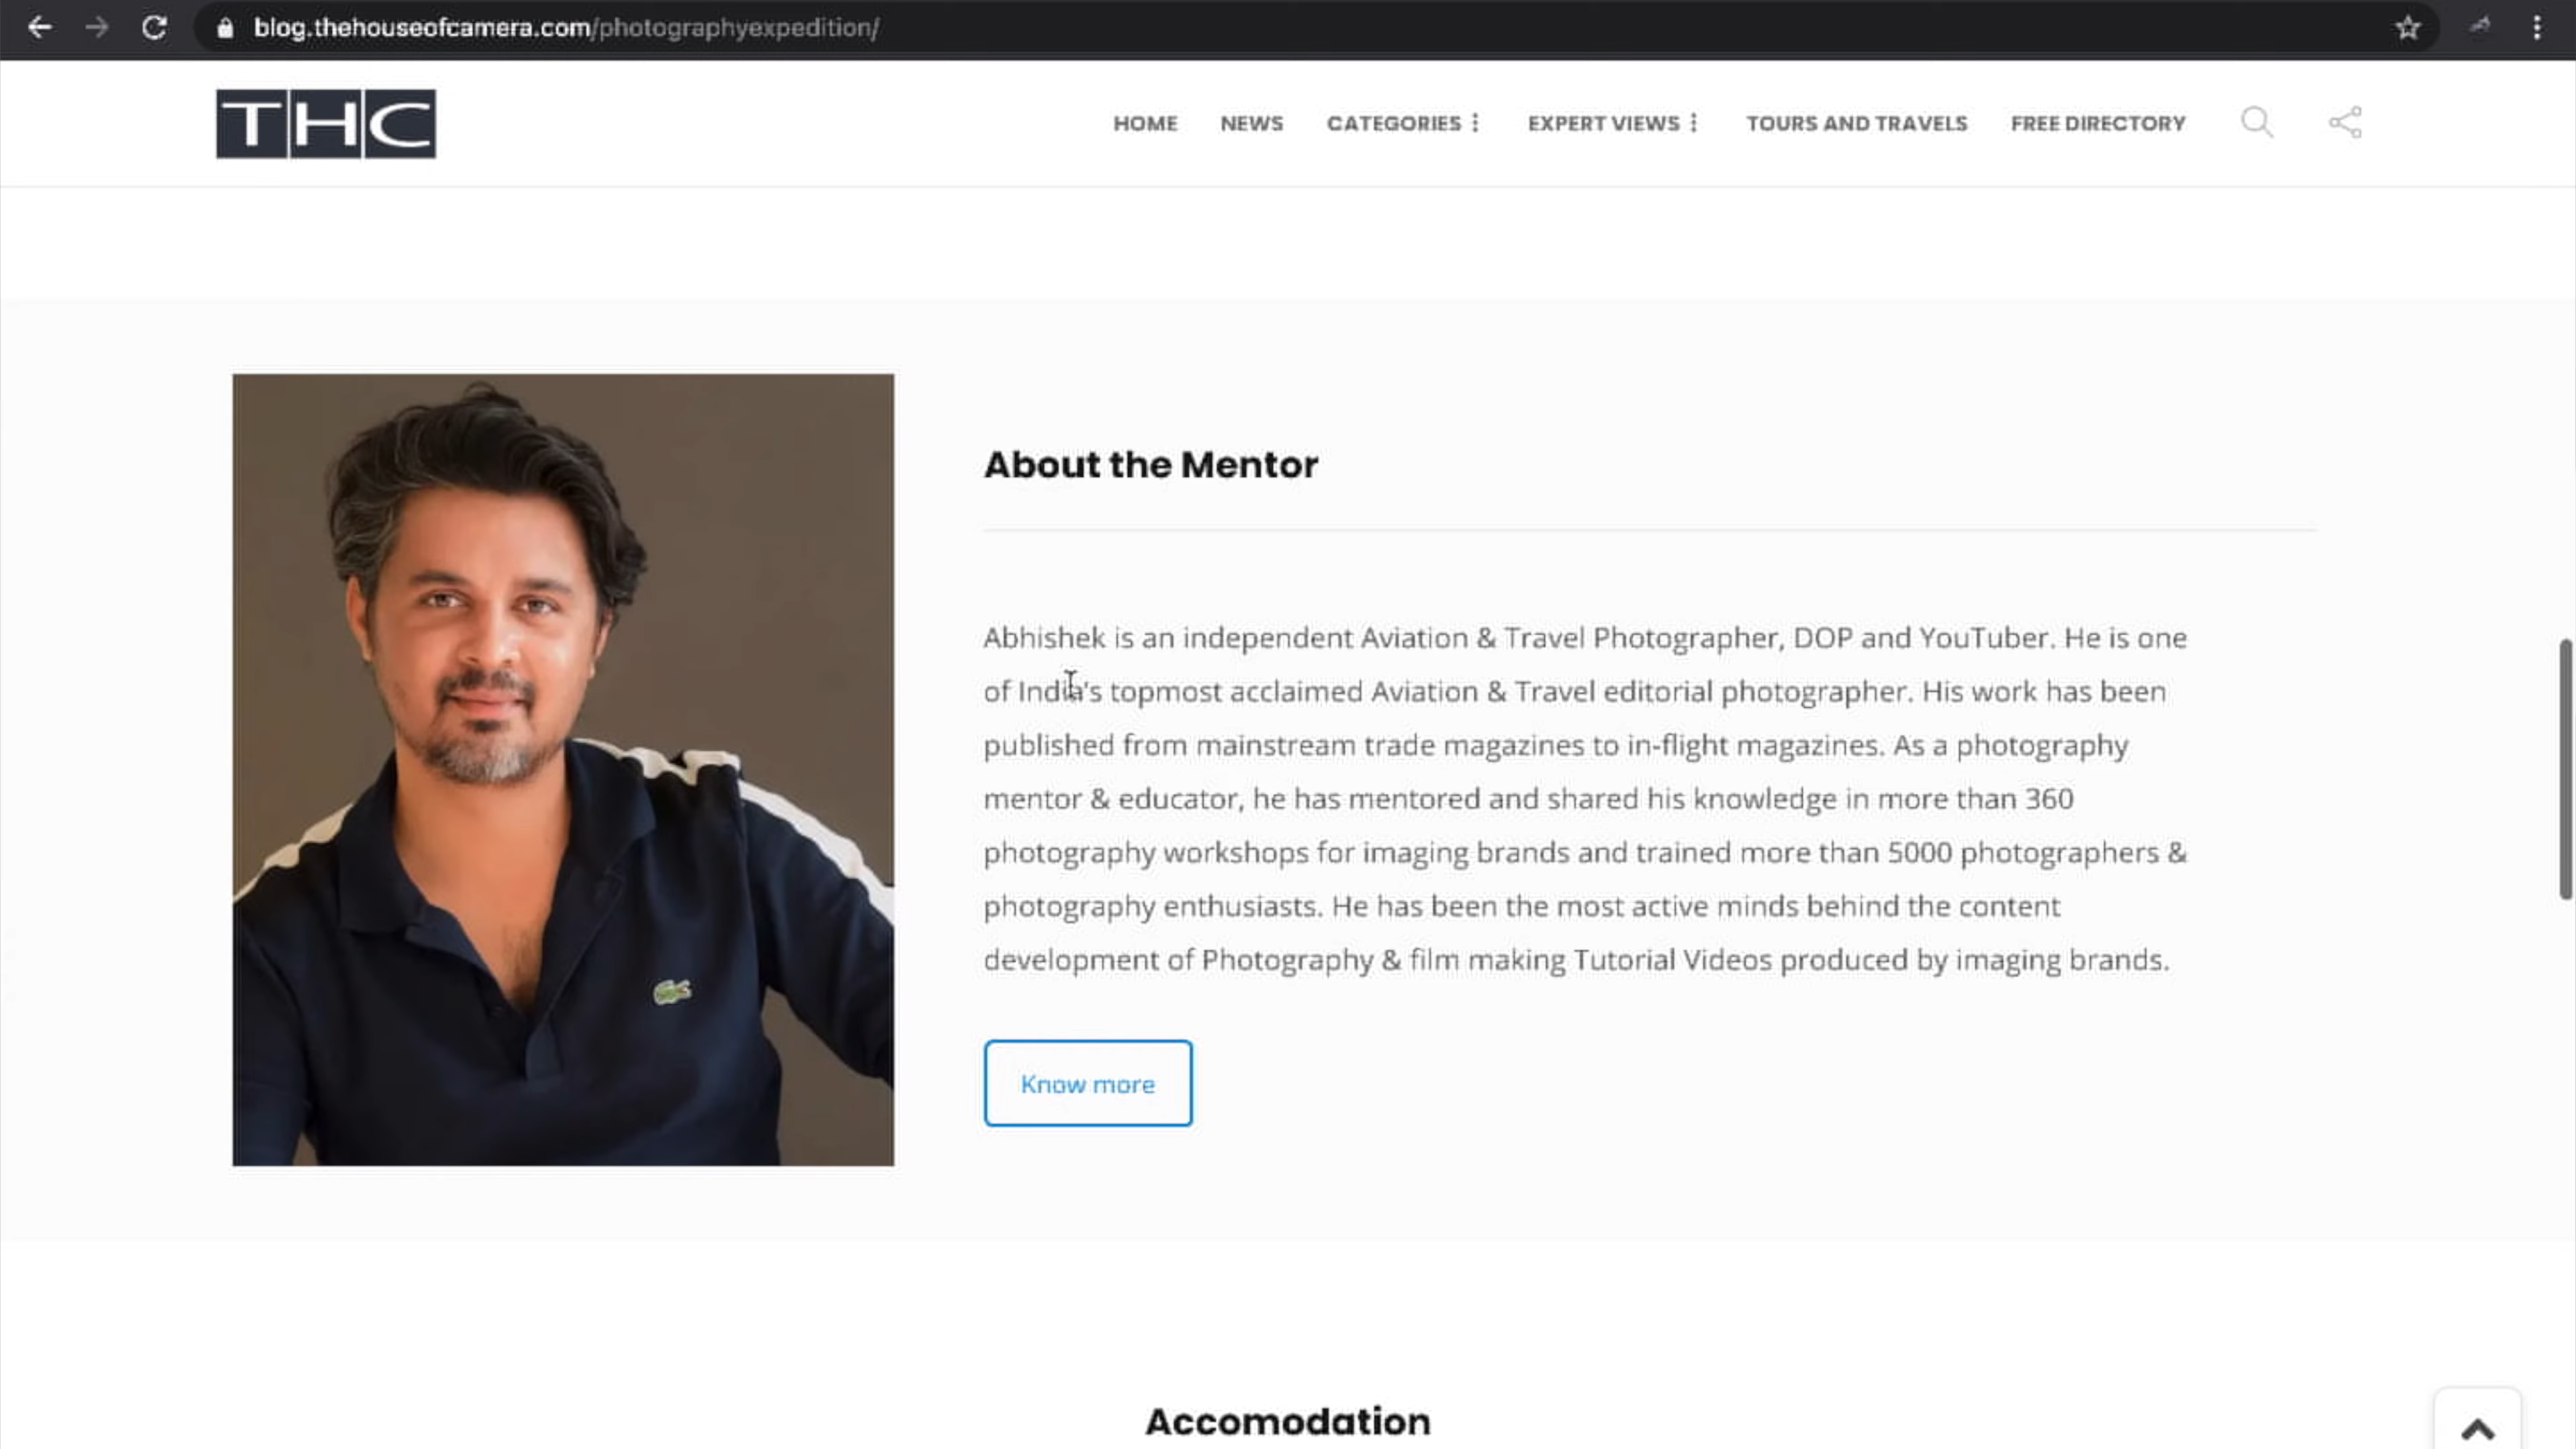 blog.thehouseofcamera.com/photographyexpedition/
THC
HOME NEWS CATEGORIES EXPERT VIEWS TOURS AND TRAVELS FREE DIRECTORY
About the Mentor
Abhishek is an independent Aviation & Travel Photographer, DOP and YouTuber. He is one
of India's topmost acclaimed Aviation & Travel editorial photographer. His work has been
published from mainstream trade magazines to in-flight magazines. As a photography
mentor & educator, he has mentored and shared his knowledge in more than 360
photography workshops for imaging brands and trained more than 5000 photographers &
photography enthusiasts. He has been the most active minds behind the content
development of Photography & film making Tutorial Videos produced by imaging brands.
Know more
Accomodation